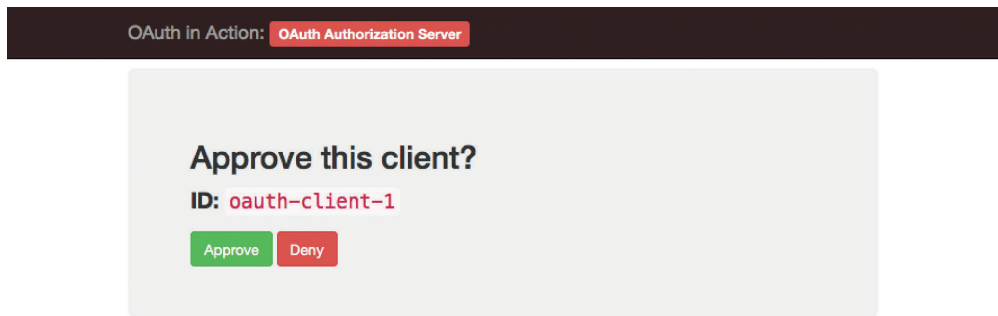 OAuth in Action: OAuth Authorization Server
Approve this client?
ID: oauth-client-1
Approve Deny